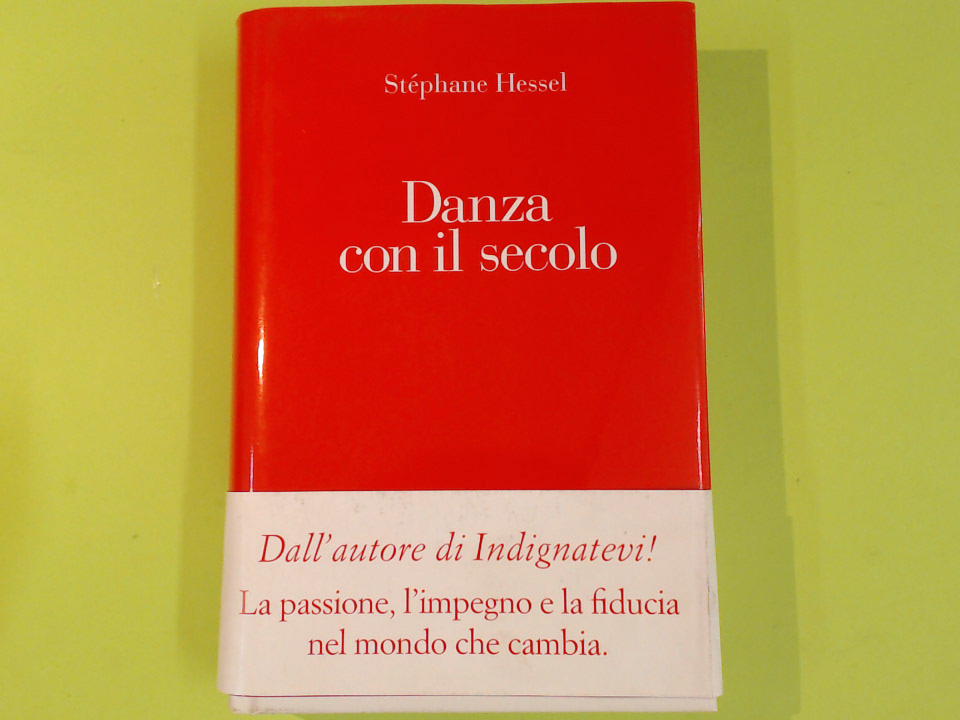 Stéphane Hessel
Danza
con il secolo
Dall'autore di Indignatevi!
La passione, l'impegno e la fiducia
nel mondo che cambia.